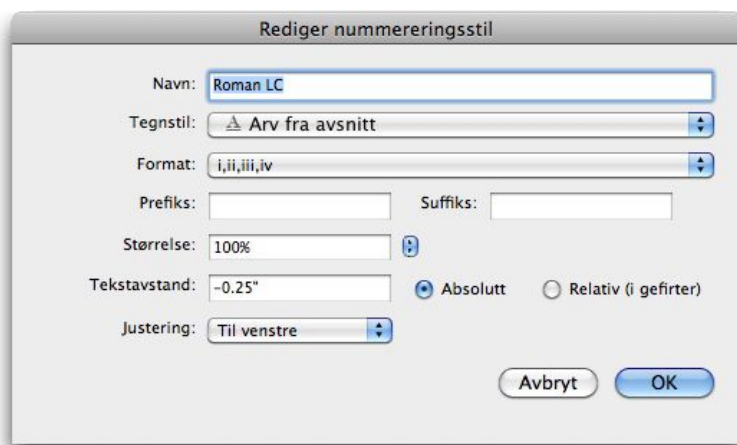 Rediger nummereringsstil
Navn: Roman LC
Tegnstil: A Arv fra avsnitt
Format: i,ii,iii,iv
Prefiks: Suffiks:
Størrelse: 100%
Tekstavstand: -0.25" Absolutt Relativ (i gefirter)
Justering: Til venstre
Avbryt OK